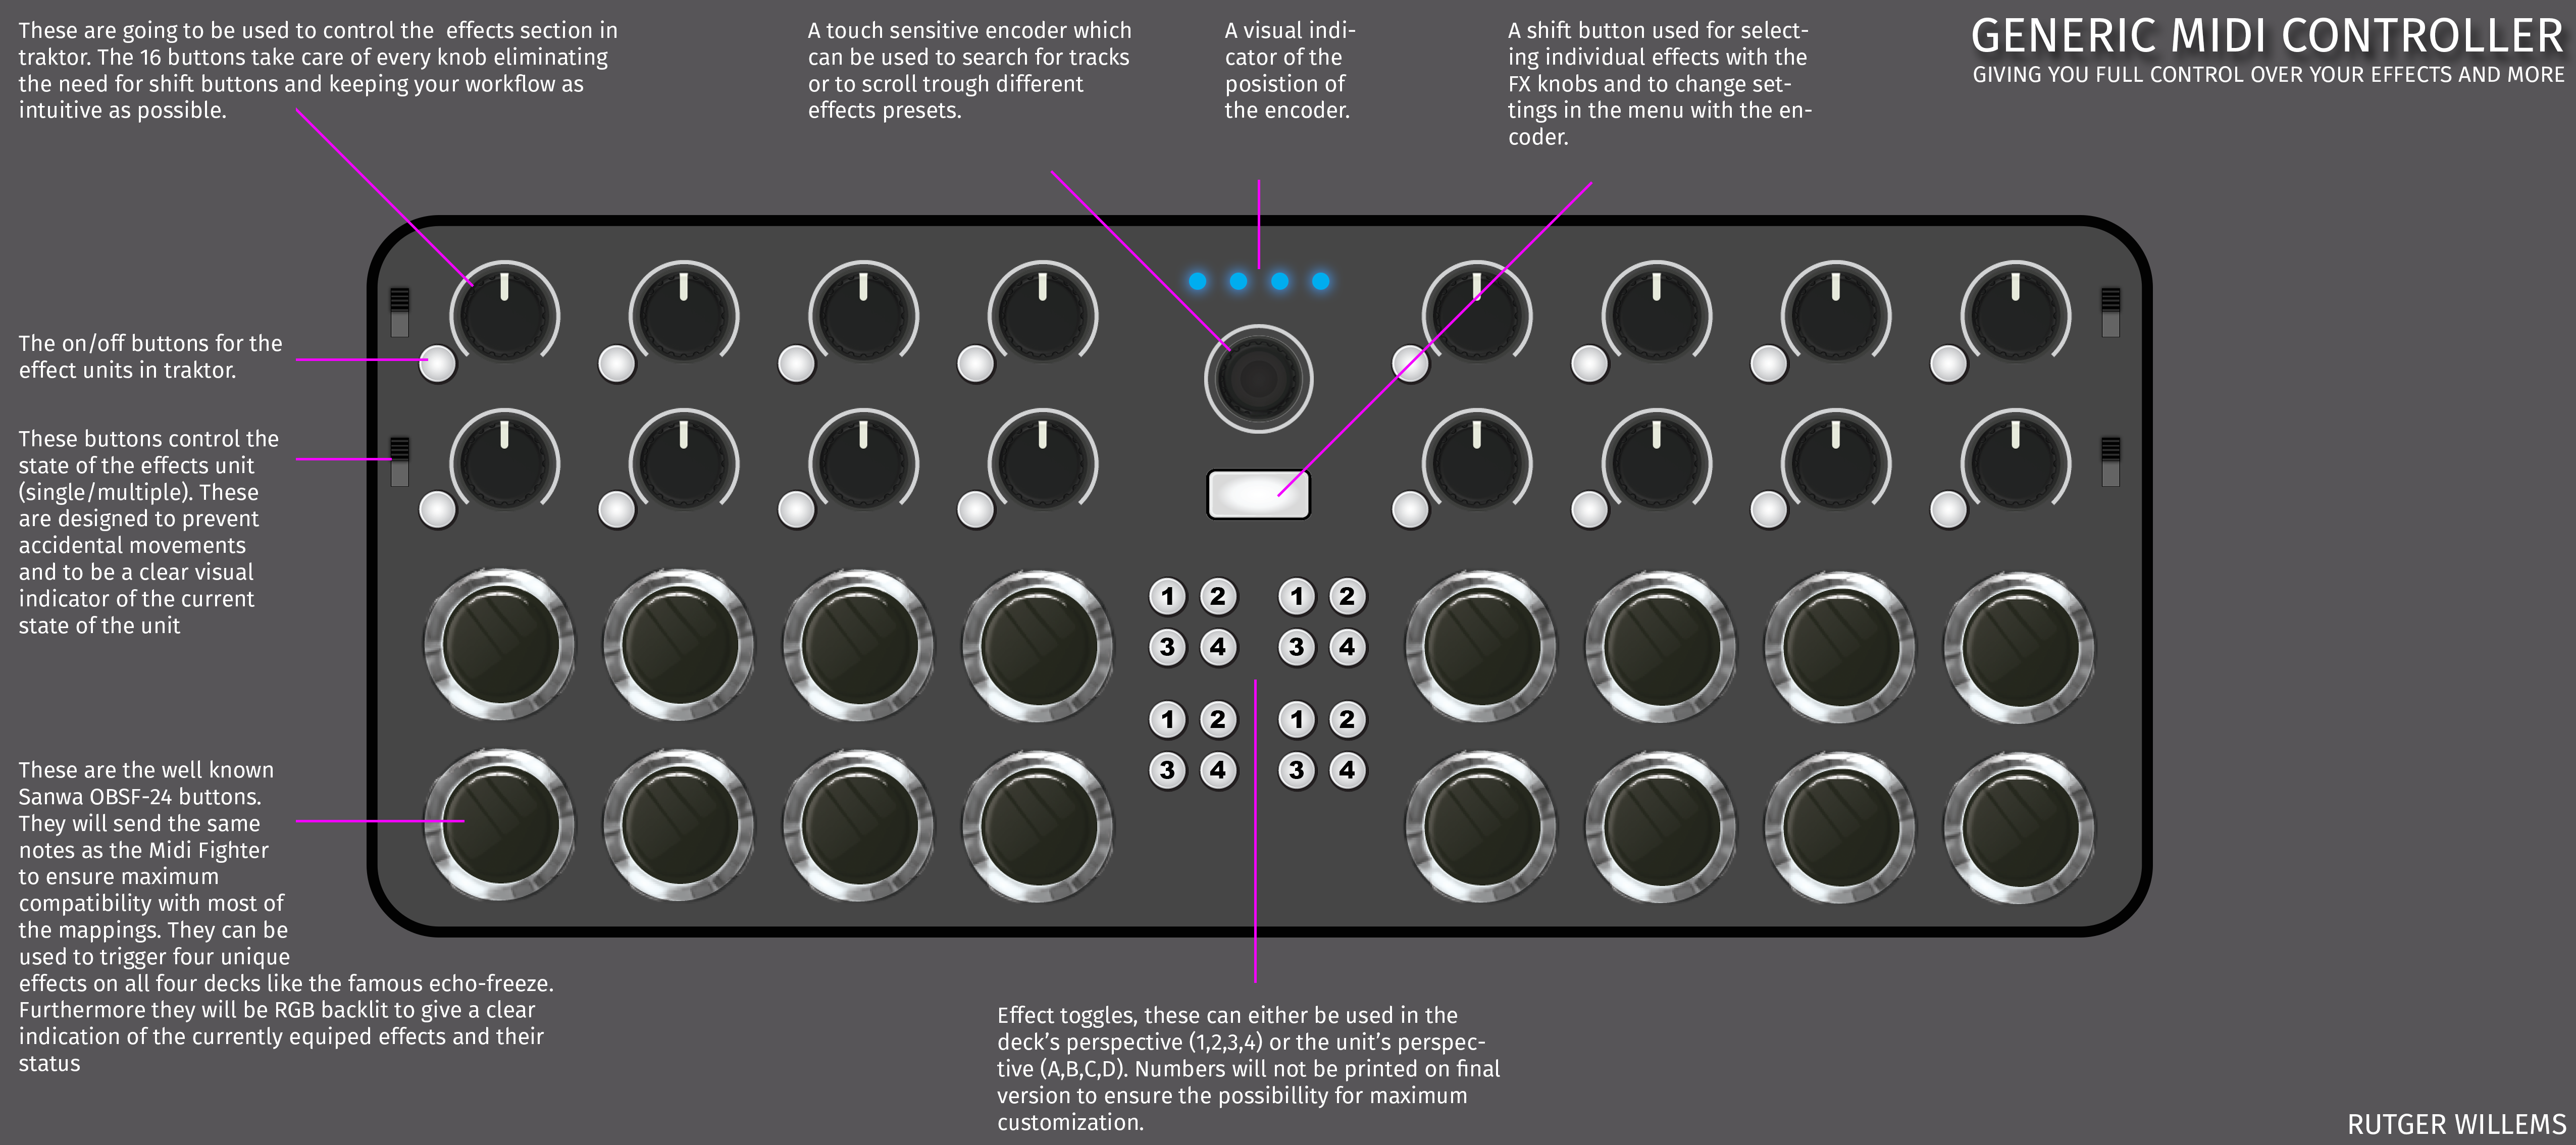 These are going to be used to control the  effects section in
traktor. The 16 buttons take care of every knob eliminating
the need for shift buttons and keeping your workflow as
intuitive as possible.
A touch sensitive encoder which
can be used to search for tracks
or to scroll trough different
effects presets.
A visual indi-
cator of the
posistion of
the encoder.
A shift button used for select-
ing individual effects with the
FX knobs and to change set-
tings in the menu with the en-
coder.
GENERIC MIDI CONTROLLER
GIVING YOU FULL CONTROL OVER YOUR EFFECTS AND MORE
The on/off buttons for the
effect units in traktor.
These buttons control the
state of the effects unit
(single/multiple). These
are designed to prevent
accidental movements
and to be a clear visual
indicator of the current
state of the unit
1 2 1 2
3 4 3 4
1 2 1 2
3 4 3 4
These are the well known
Sanwa OBSF-24 buttons.
They will send the same
notes as the Midi Fighter
to ensure maximum
compatibility with most of
the mappings. They can be
used to trigger four unique
effects on all four decks like the famous echo-freeze.
Furthermore they will be RGB backlit to give a clear
indication of the currently equiped effects and their
status
Effect toggles, these can either be used in the
deck's perspective (1,2,3,4) or the unit's perspec-
tive (A,B,C,D). Numbers will not be printed on final
version to ensure the possibillity for maximum
customization.
RUTGER WILLEMS